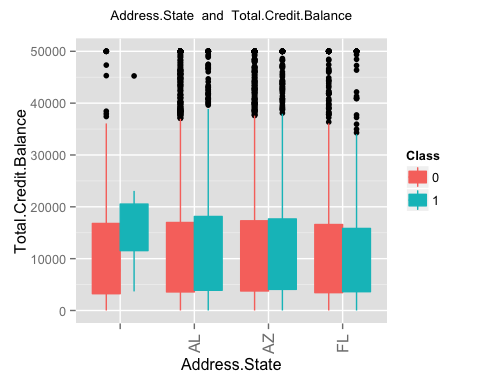 Address.State and Total.Credit.Balance
50000
40000
30000
20000
10000
0
Total.Credit.Balance
AL
AZ
FL
Address.State
Class
0
1